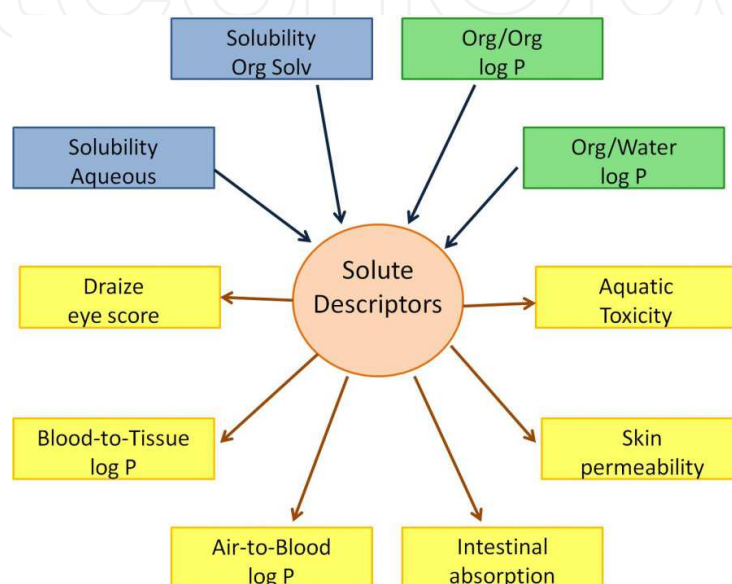 Solubility
Org Solv
Org/Org
log P
Solubility
Aqueous
Org/Water
log P
Solute
Descriptors
Draize
eye score
Aquatic
Toxicity
Blood-to-Tissue
log P
Skin
permeability
Air-to-Blood
log P
Intestinal
absorption